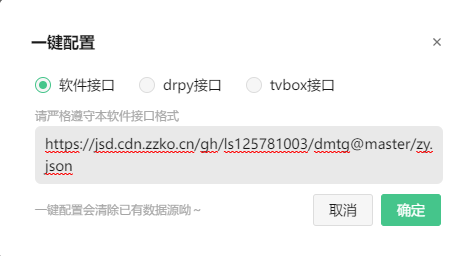 一键配置
软件接口 drpy接口 tvbox接口
请严格遵守本软件接口格式
https://jsd.cdn.zzko.cn/gh/ls125781003/dmtg@master/zy.
json
一键配置会清除已有数据源呦~ 取消 确定